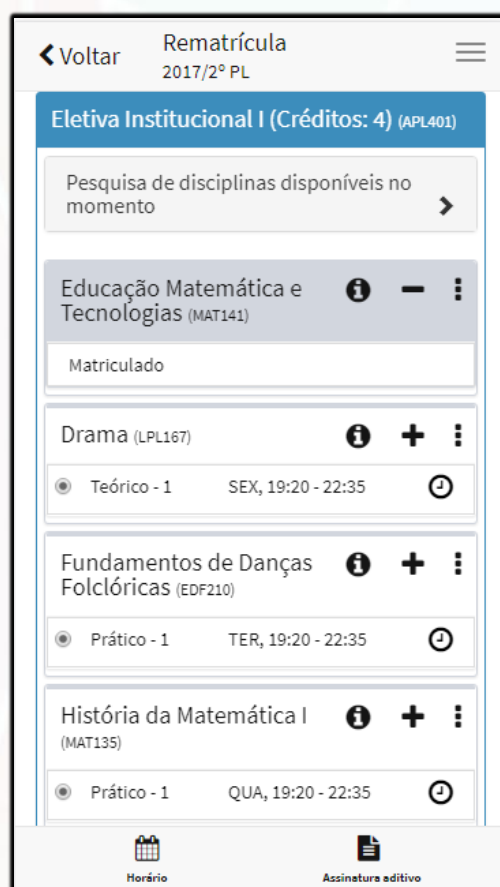 Voltar
Rematrícula
2017/2º PL
Eletiva Institucional I (Créditos: 4) (APL401)
Pesquisa de disciplinas disponíveis no
momento
Educação Matemática e
Tecnologias (MAT141)
Matriculado
Drama (LPL167)
Teórico - 1 SEX, 19:20 - 22:35
Fundamentos de Danças
Folclóricas (EDF210)
Prático - 1 TER, 19:20 - 22:35
História da Matemática I
(MAT135)
Prático - 1 QUA, 19:20 - 22:35
Horário
Assinatura aditivo